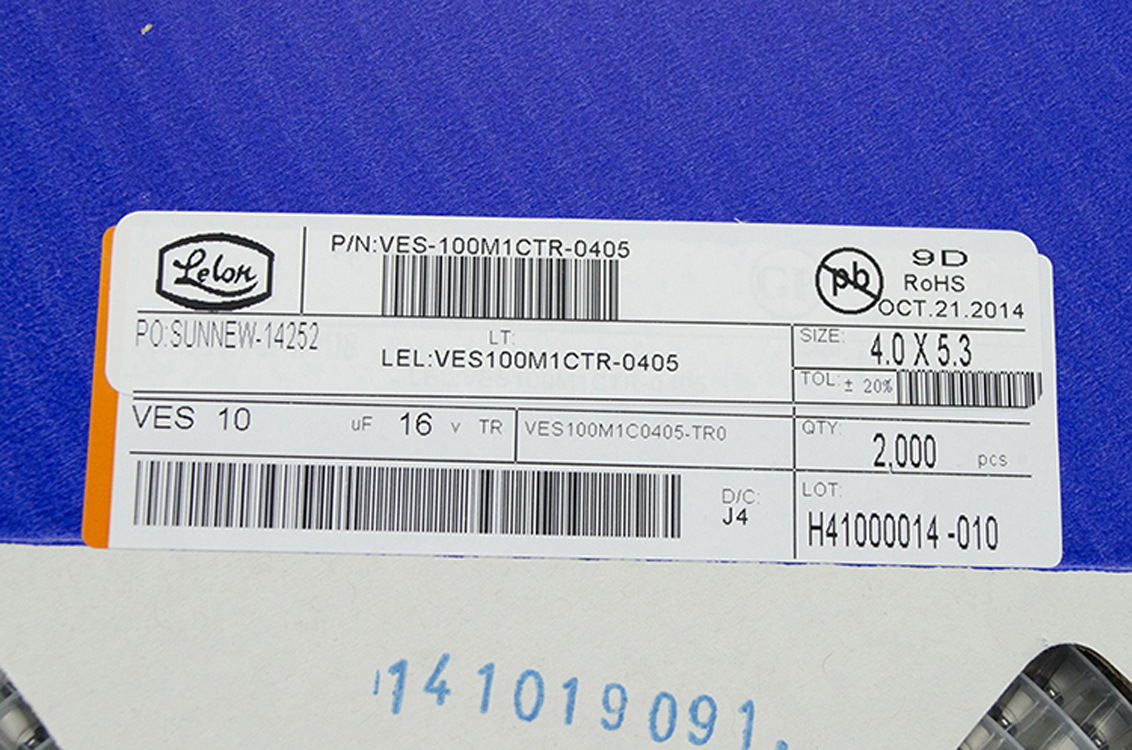 Lelon
P/N:VES-100M1CTR-0405
pb
9D
RoHS
OCT.21.2014
PO:SUNNEW-14252
LT:
LEL:VES100M1CTR-0405
SIZE: 4.0 X 5.3
TOL: ± 20%
VES 10 uF 16 v TR
VES100M1C0405-TR0
QTY: 2,000 pcs
D/C:
J4
LOT:
H41000014-010
141019091.